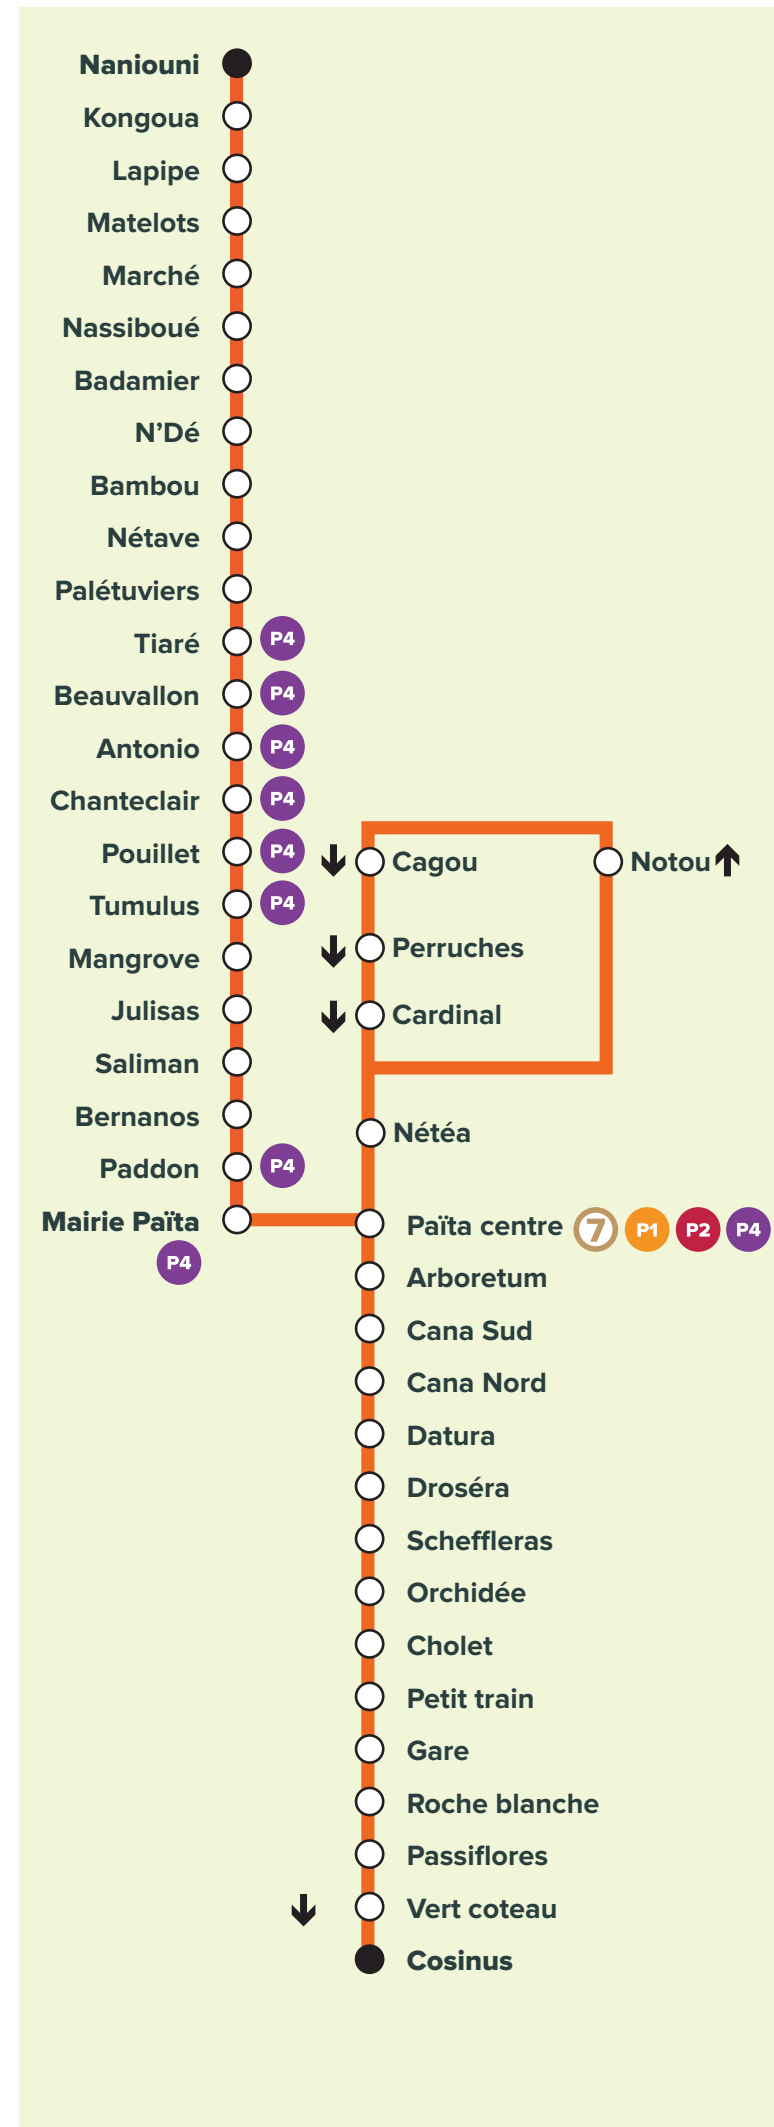 Naniouni
Kongoua
Lapipe
Matelots
Marché
Nassiboué
Badamier
N'Dé
Bambou
Nétave
Palétuviers
Tiaré P4
Beauvallon P4
Antonio P4
Chanteclair P4
Pouillet P4
Tumulus P4
Mangrove
Julisas
Saliman
Bernanos
Paddon P4
Mairie Païta
P4
Cagou
Notou
Perruches
Cardinal
Nétéa
Païta centre 7 P1 P2 P4
Arboretum
Cana Sud
Cana Nord
Datura
Droséra
Scheffleras
Orchidée
Cholet
Petit train
Gare
Roche blanche
Passiflores
Vert coteau
Cosinus